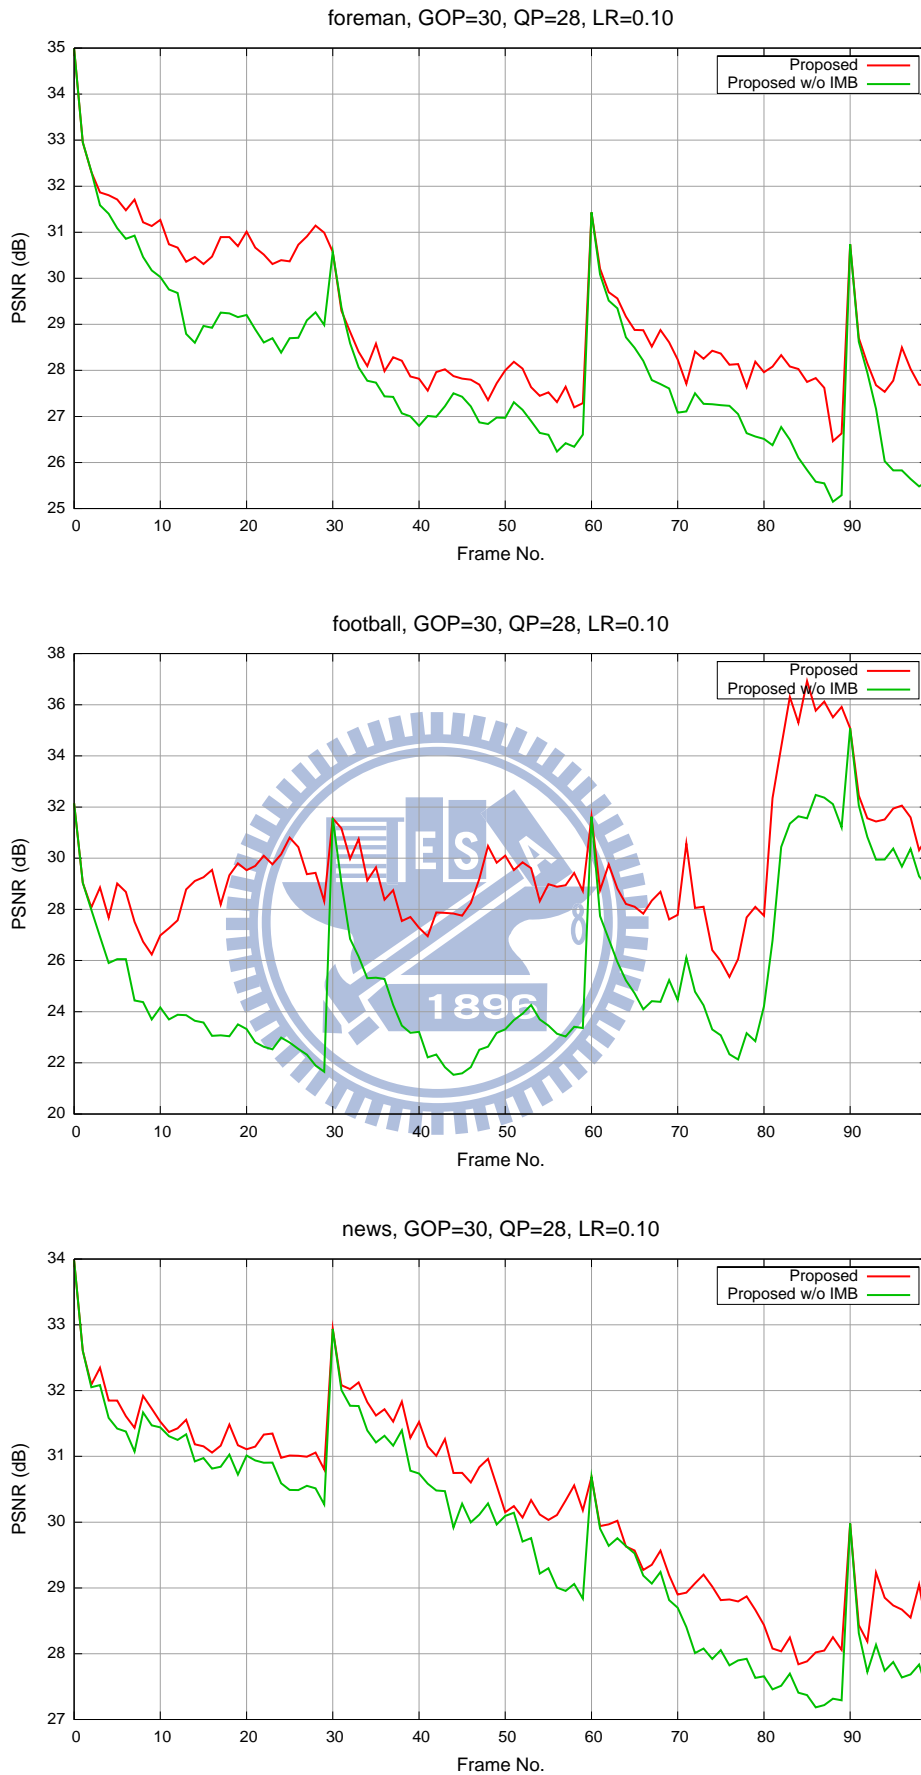 foreman, GOP=30, QP=28, LR=0.10
35
34
33
32
31
30
29
28
27
26
25
PSNR (dB)
Proposed
Proposed w/o IMB
0 10 20 30 40 50 60 70 80 90
Frame No.
football, GOP=30, QP=28, LR=0.10
38
36
34
32
30
28
26
24
22
20
PSNR (dB)
Proposed
Proposed w/o IMB
E S A
1896
0 10 20 30 40 50 60 70 80 90
Frame No.
news, GOP=30, QP=28, LR=0.10
34
33
32
31
30
29
28
27
PSNR (dB)
Proposed
Proposed w/o IMB
0 10 20 30 40 50 60 70 80 90
Frame No.